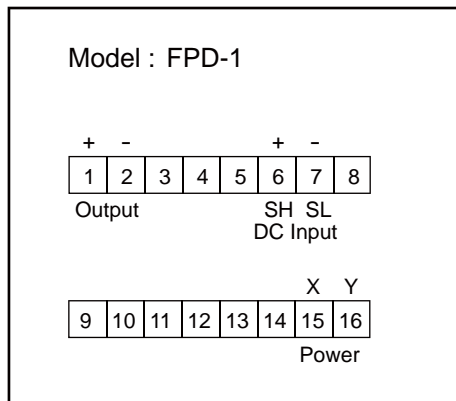 Model : FPD-1
+ - + -
1 2 3 4 5 6 7 8
Output SH SL
DC Input
X Y
9 10 11 12 13 14 15 16
Power